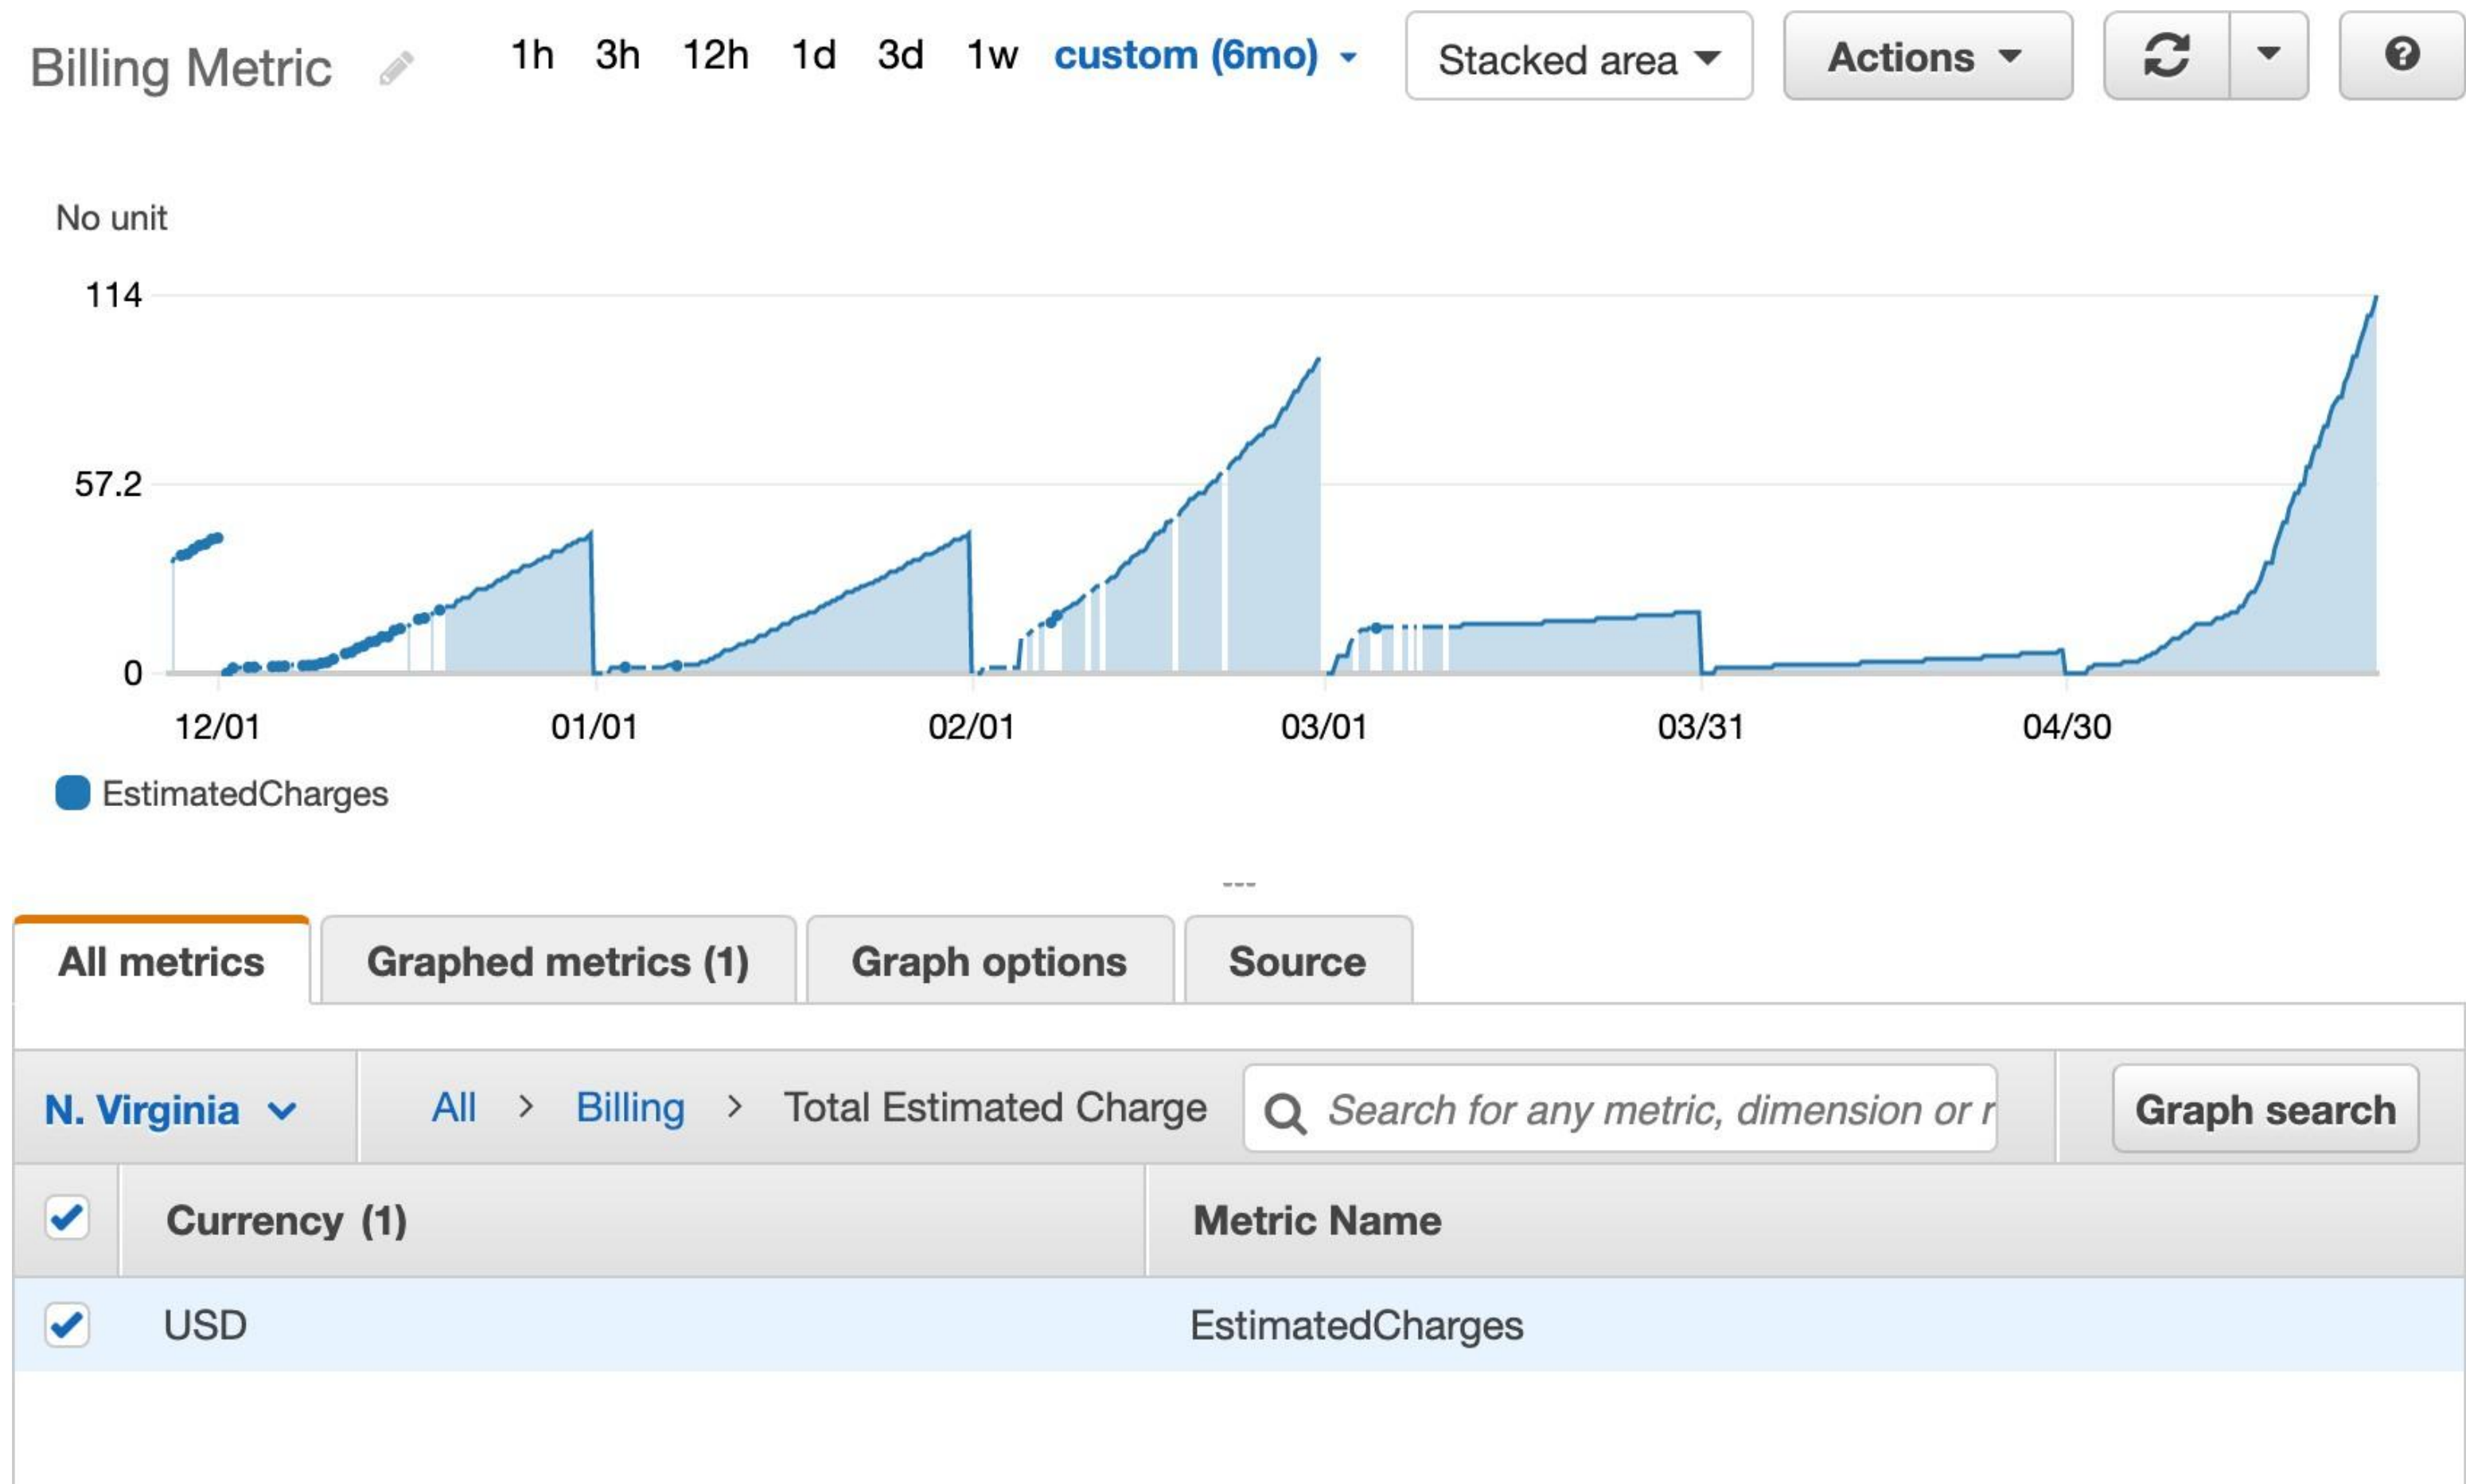 Billing Metric 1h 3h 12h 1d 3d 1w custom (6mo) Stacked area Actions
No unit
114
57.2
0
12/01 01/01 02/01 03/01 03/31 04/30
EstimatedCharges
All metrics Graphed metrics (1) Graph options Source
N. Virginia All > Billing > Total Estimated Charge Search for any metric, dimension or r Graph search
Currency (1) Metric Name
USD EstimatedCharges